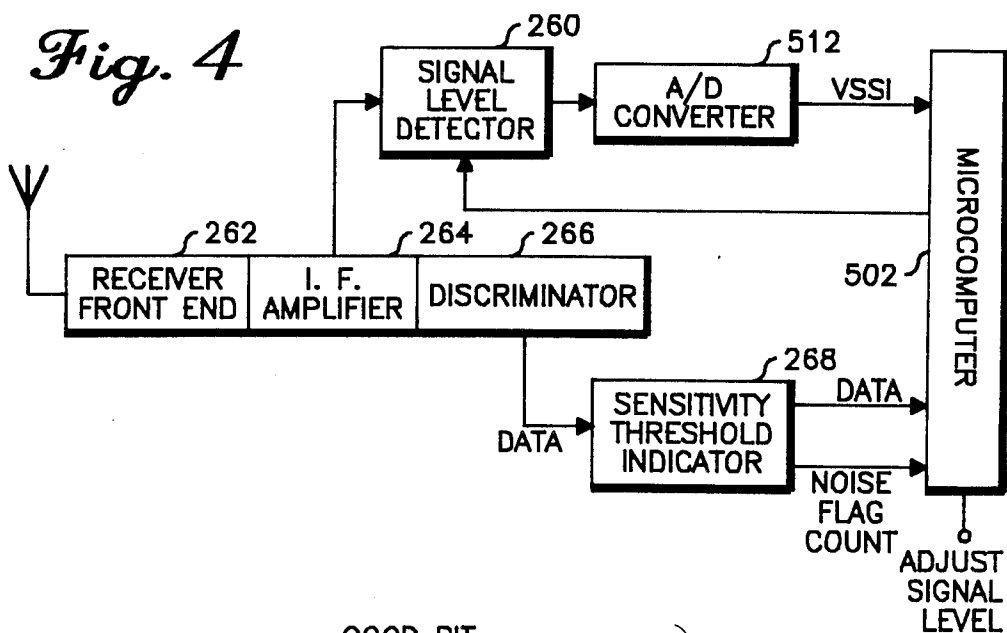 Fig. 4
260
SIGNAL
LEVEL
DETECTOR
512
A/D
CONVERTER
VSSI
MICROCOMPUTER
502
262
RECEIVER
FRONT END
264
I. F.
AMPLIFIER
266
DISCRIMINATOR
DATA
268
SENSITIVITY
THRESHOLD
INDICATOR
DATA
NOISE
FLAG
COUNT
ADJUST
SIGNAL
LEVEL
GOOD BIT